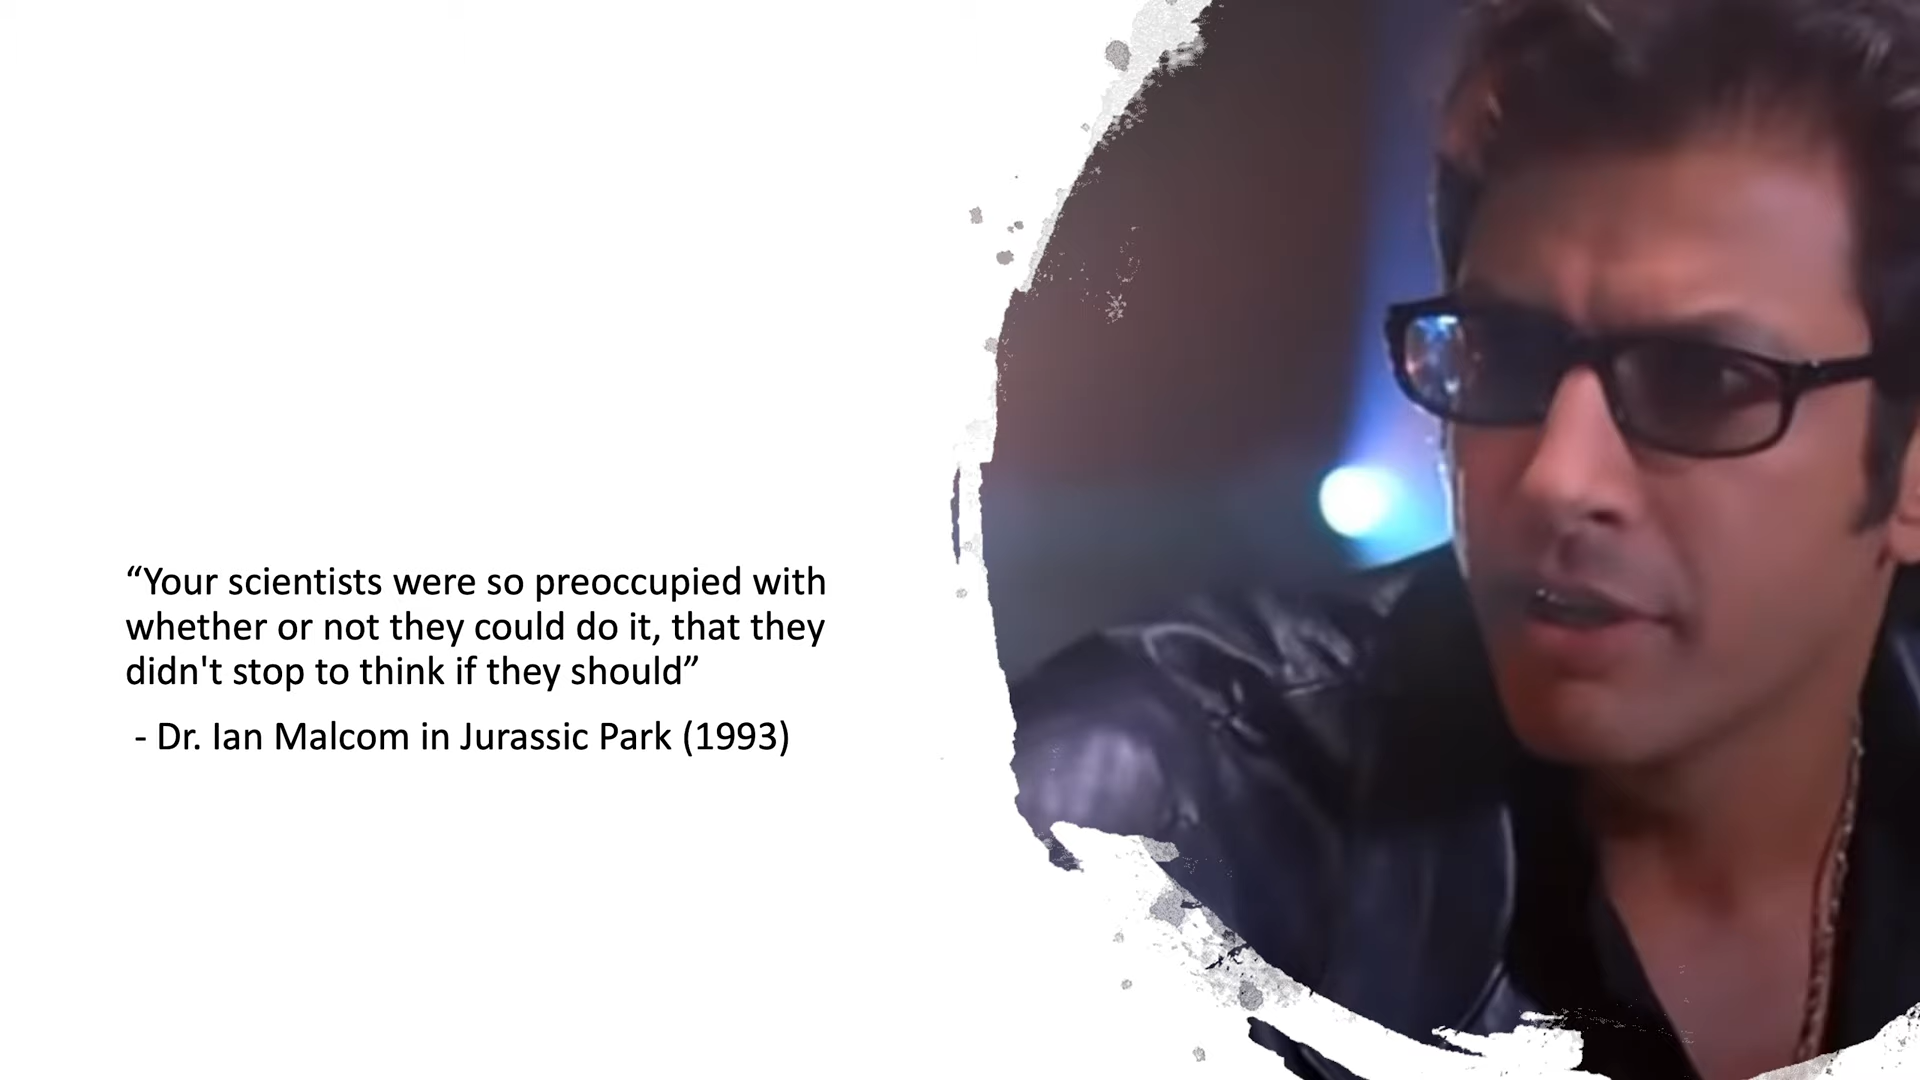 “Your scientists were so preoccupied with
whether or not they could do it, that they
didn't stop to think if they should”
- Dr. Ian Malcom in Jurassic Park (1993)